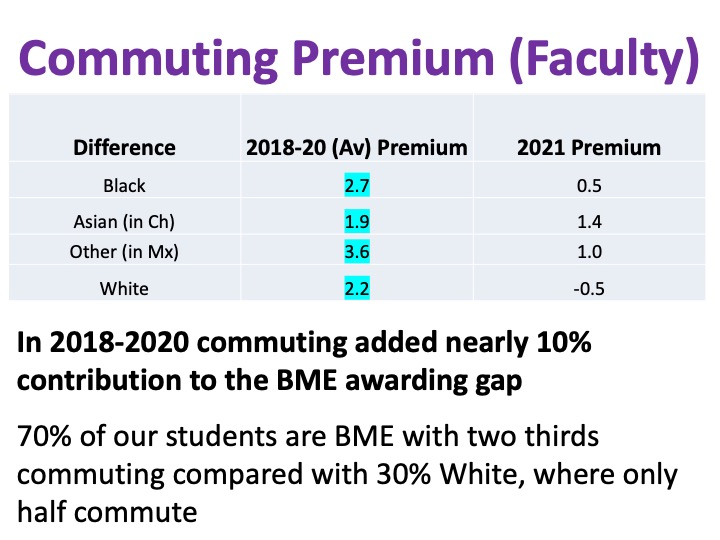 Commuting Premium (Faculty)
Difference 2018-20 (Av) Premium 2021 Premium
Black 2.7 0.5
Asian (in Ch) 1.9 1.4
Other (in Mx) 3.6 1.0
White 2.2 -0.5
In 2018-2020 commuting added nearly 10%
contribution to the BME awarding gap
70% of our students are BME with two thirds
commuting compared with 30% White, where only
half commute